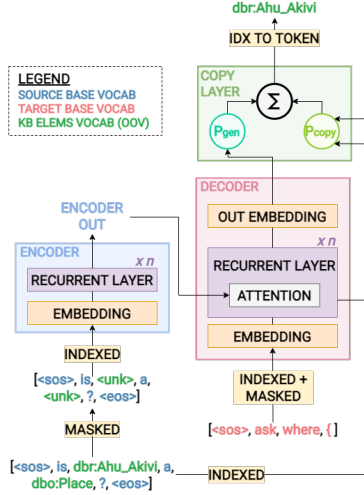 dbr:Ahu_Akivi
IDX TO TOKEN
COPY
LAYER
Σ
Pgen
Pcopy
LEGEND
SOURCE BASE VOCAB
TARGET BASE VOCAB
KB ELEMS VOCAB (OOV)
DECODER
OUT EMBEDDING
x n
RECURRENT LAYER
ATTENTION
EMBEDDING
INDEXED +
MASKED
[<sos>, ask, where, { ]
ENCODER
OUT
ENCODER
x n
RECURRENT LAYER
EMBEDDING
INDEXED
[<sos>, is, <unk>, a,
<unk>, ?, <eos>]
MASKED
[<sos>, is, dbr:Ahu_Akivi, a,
dbo:Place, ?, <eos>]
INDEXED